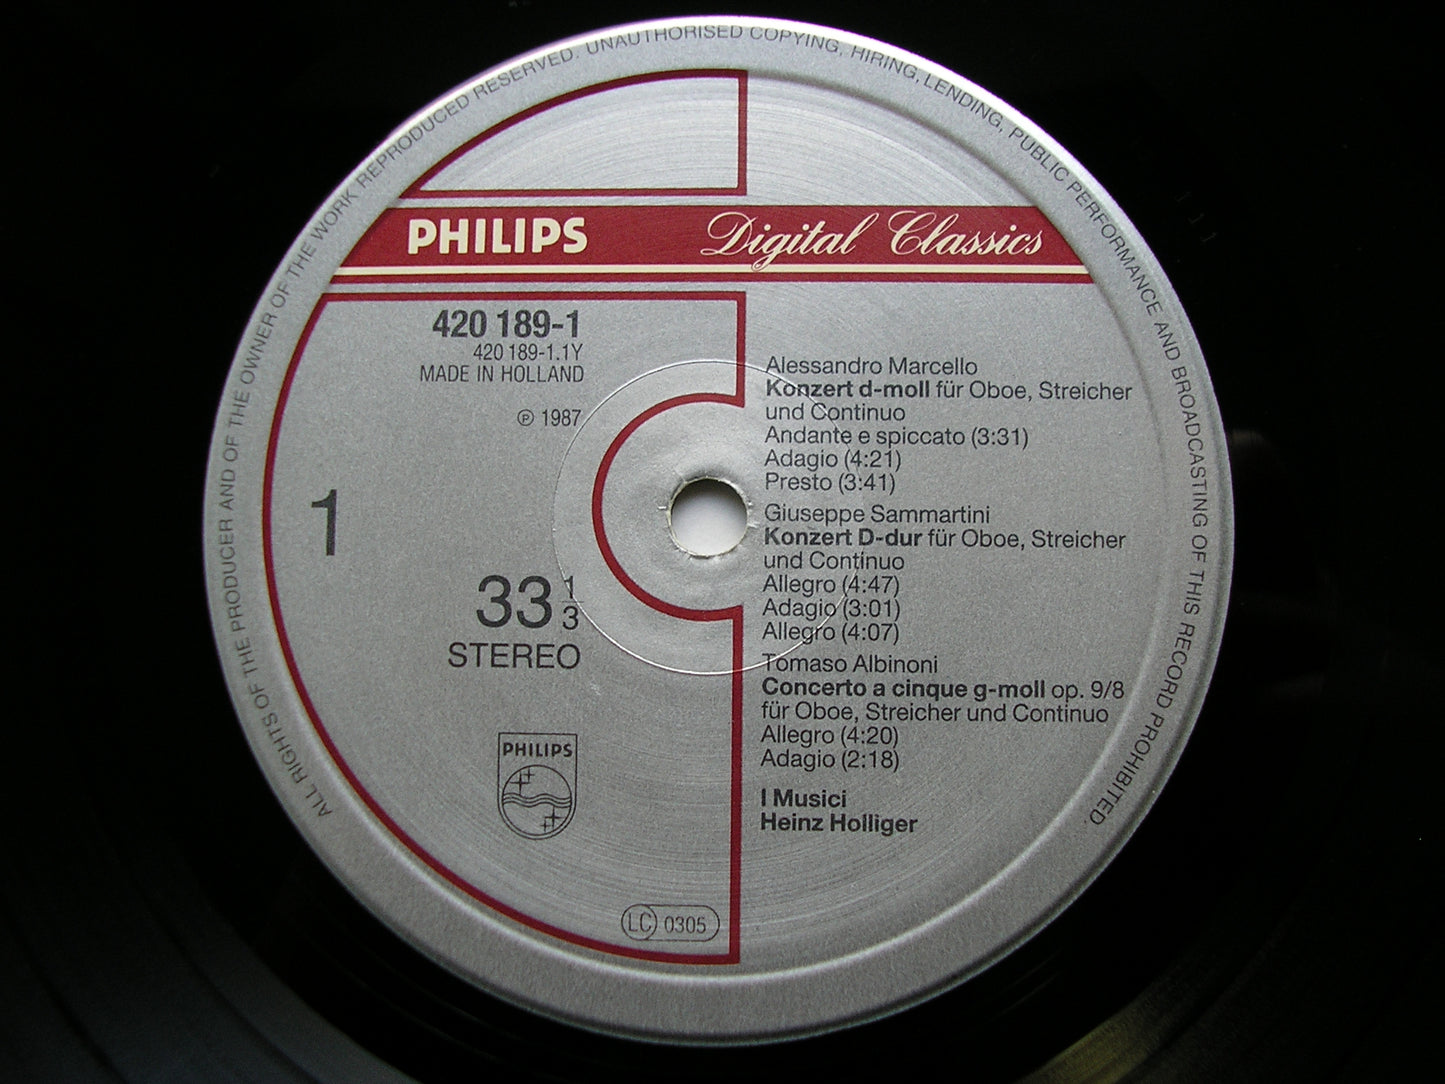 ALL RIGHTS OF THE PRODUCER AND OF THE OWNER OF THE WORK REPRODUCED RESERVED. UNAUTHORISED COPYING, HIRING, LENDING, PUBLIC PERFORMANCE AND BROADCASTING OF THIS RECORD PROHIBITED.
PHILIPS
Digital Classics
420 189-1
420 189-1.1Y
MADE IN HOLLAND
℗ 1987
1
33 1/3
STEREO
PHILIPS
LC 0305
Alessandro Marcello
Konzert d-moll für Oboe, Streicher
und Continuo
Andante e spiccato (3:31)
Adagio (4:21)
Presto (3:41)
Giuseppe Sammartini
Konzert D-dur für Oboe, Streicher
und Continuo
Allegro (4:47)
Adagio (3:01)
Allegro (4:07)
Tomaso Albinoni
Concerto a cinque g-moll op. 9/8
für Oboe, Streicher und Continuo
Allegro (4:20)
Adagio (2:18)
I Musici
Heinz Holliger